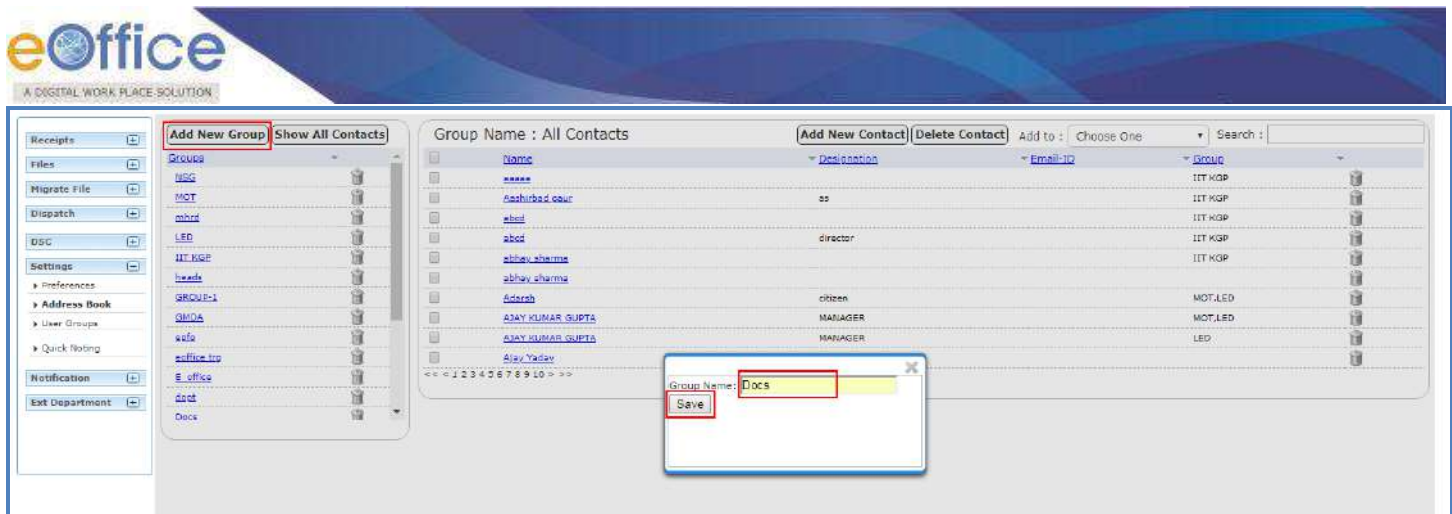 eOffice
A DIGITAL WORK PLACE SOLUTION
Receipts
Files
Migrate File
Dispatch
DSC
Settings
Preferences
Address Book
User Groups
Quick Noting
Notification
Ext Department
Add New Group Show All Contacts
Groups
NSG
MOT
mhrd
LED
IIT KGP
heads
GROUP-1
GMDA
eoffice trg
E_office
dept
Docs
Group Name : All Contacts Add New Contact Delete Contact Add to : Choose One Search :
Name Designation Email-ID Group
IIT KGP
Aashirbad gaur as IIT KGP
abcd IIT KGP
abcd director IIT KGP
abhay sharma IIT KGP
abhay sharma
Adarsh citizen MOT,LED
AJAY KUMAR GUPTA MANAGER MOT,LED
AJAY KUMAR GUPTA MANAGER LED
Ajay Yadav
<< < 1 2 3 4 5 6 7 8 9 10 > >>
Group Name: Docs
Save